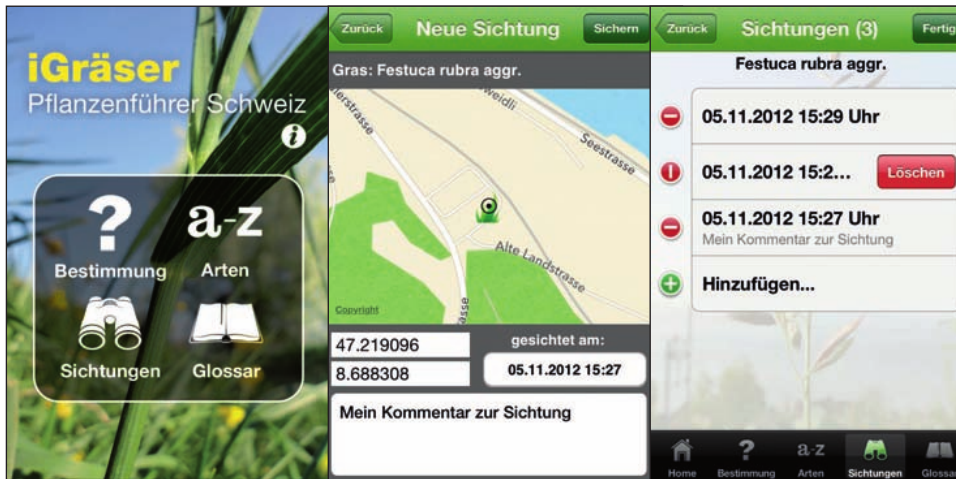 iGräser
Pflanzenführer Schweiz
i
?
a-z
Bestimmung
Arten
Sichtungen
Glossar
Zurück
Neue Sichtung
Sichern
Gras: Festuca rubra aggr.
weidli
Seestrasse
Alte Landstrasse
Copyright
47.219096
8.688308
gesichtet am:
05.11.2012 15:27
Mein Kommentar zur Sichtung
Zurück
Sichtungen (3)
Fertig
Festuca rubra aggr.
05.11.2012 15:29 Uhr
05.11.2012 15:2...
Löschen
05.11.2012 15:27 Uhr
Mein Kommentar zur Sichtung
Hinzufügen...
?
a-z
Home
Bestimmung
Arten
Sichtungen
Glossar